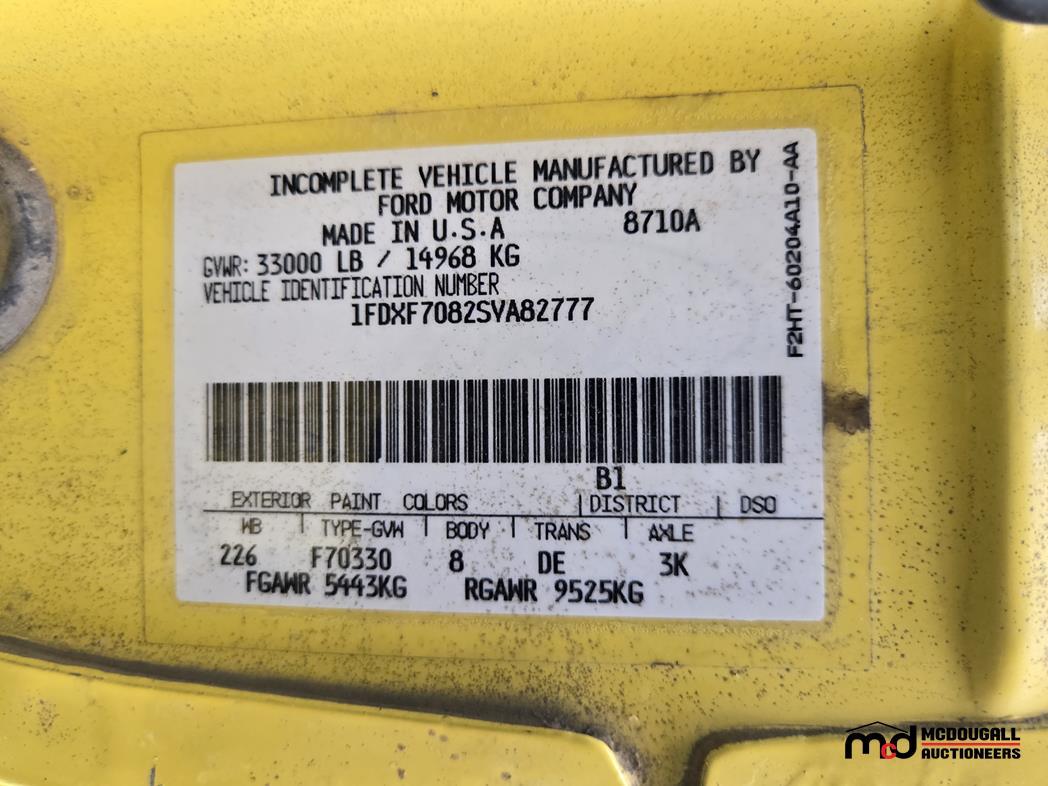 INCOMPLETE VEHICLE MANUFACTURED BY
FORD MOTOR COMPANY
MADE IN U.S.A 8710A
GVWR: 33000 LB / 14968 KG
VEHICLE IDENTIFICATION NUMBER
1FDXF7082SVA82777
F2HT-60204A10-AA
B1
EXTERIOR PAINT COLORS | DISTRICT | DSO
WB | TYPE-GVW | BODY | TRANS | AXLE
226 F70330 8 DE 3K
FGAWR 5443KG RGAWR 9525KG
mcd MCDOUGALL
AUCTIONEERS